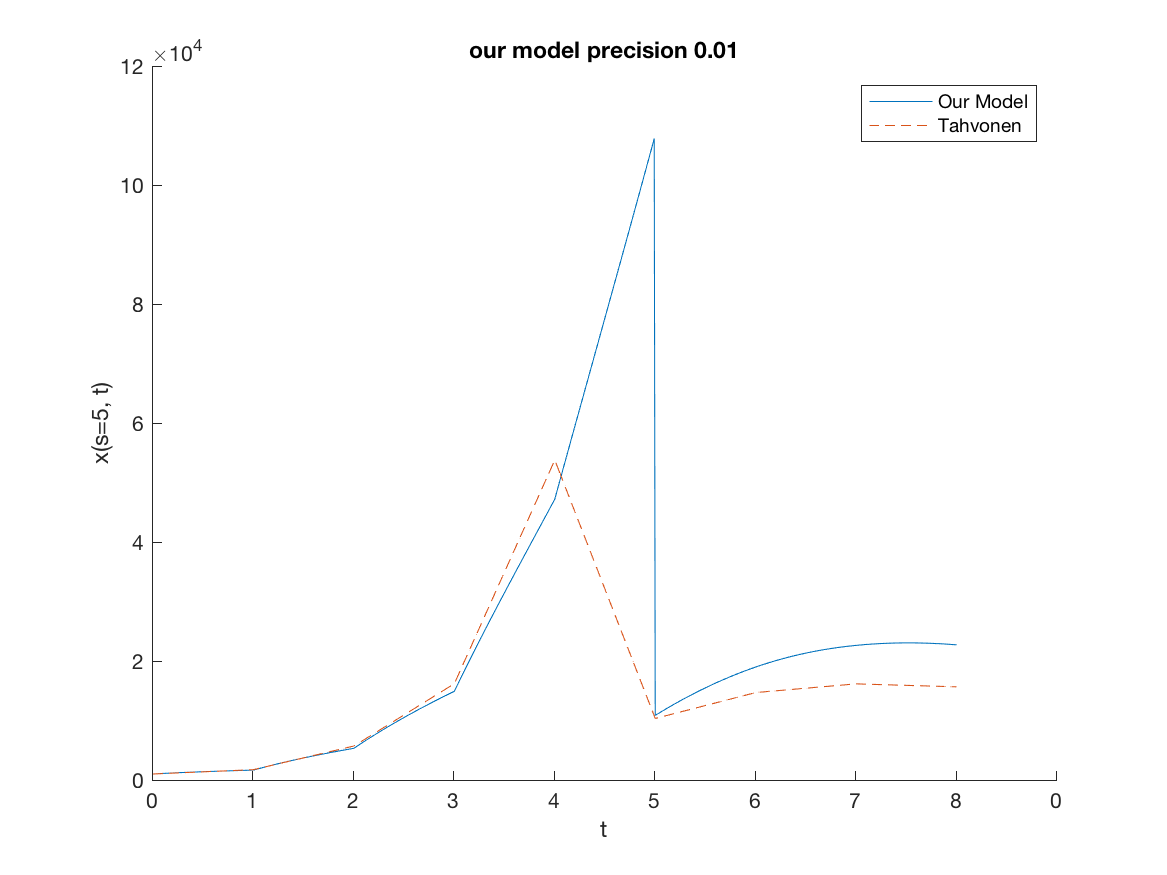 our model precision 0.01
×10^4
12
10
8
6
4
2
0
x(s=5, t)
Our Model
Tahvonen
0 1 2 3 4 5 6 7 8 0
t